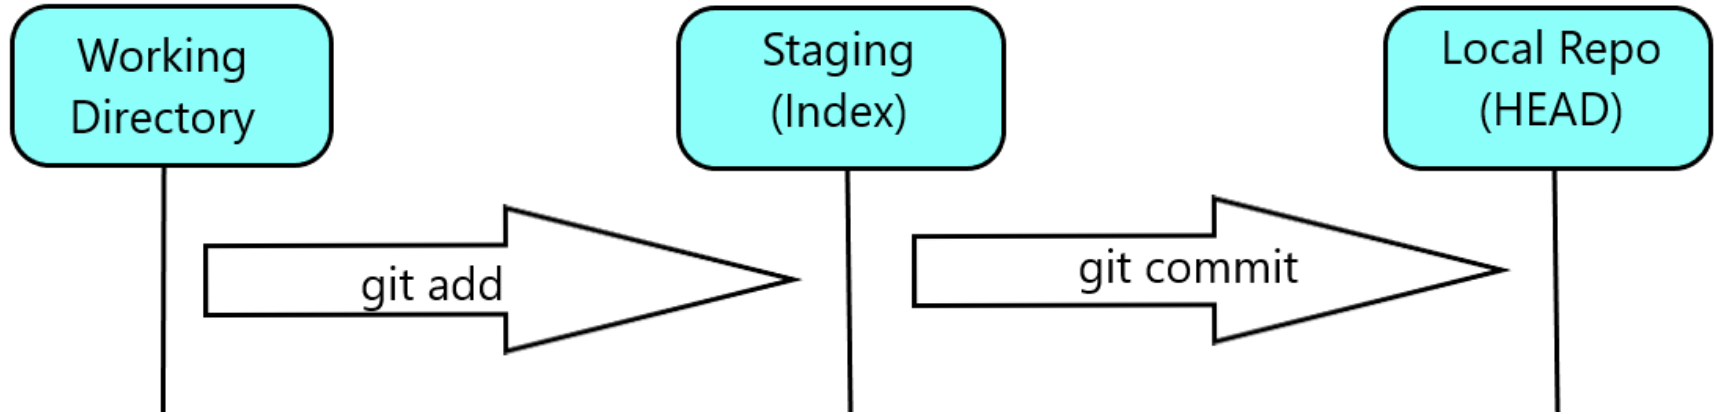 Working
Directory
Staging
(Index)
Local Repo
(HEAD)
git add
git commit